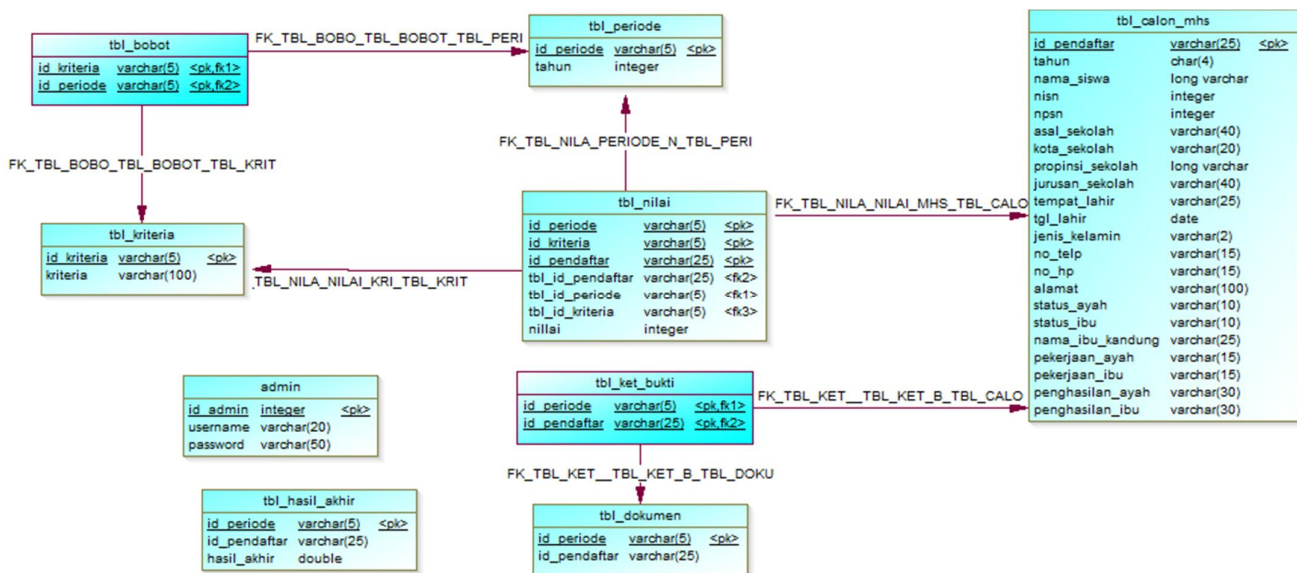 tbl_bobot
id_kriteria varchar(5) <pk,fk1>
id_periode varchar(5) <pk,fk2>
FK_TBL_BOBO_TBL_BOBOT_TBL_PERI
tbl_periode
id_periode varchar(5) <pk>
tahun integer
FK_TBL_BOBO_TBL_BOBOT_TBL_KRIT
FK_TBL_NILA_PERIODE_N_TBL_PERI
tbl_kriteria
id_kriteria varchar(5) <pk>
kriteria varchar(100)
_TBL_NILA_NILAI_KRI_TBL_KRIT
tbl_nilai
id_periode varchar(5) <pk>
id_kriteria varchar(5) <pk>
id_pendaftar varchar(25) <pk>
tbl_id_pendaftar varchar(25) <fk2>
tbl_id_periode varchar(5) <fk1>
tbl_id_kriteria varchar(5) <fk3>
nillai integer
FK_TBL_NILA_NILAI_MHS_TBL_CALO
tbl_calon_mhs
id_pendaftar varchar(25) <pk>
tahun char(4)
nama_siswa long varchar
nisn integer
npsn integer
asal_sekolah varchar(40)
kota_sekolah varchar(20)
propinsi_sekolah long varchar
jurusan_sekolah varchar(40)
tempat_lahir varchar(25)
tgl_lahir date
jenis_kelamin varchar(2)
no_telp varchar(15)
no_hp varchar(15)
alamat varchar(100)
status_ayah varchar(10)
status_ibu varchar(10)
nama_ibu_kandung varchar(25)
pekerjaan_ayah varchar(15)
pekerjaan_ibu varchar(15)
penghasilan_ayah varchar(30)
penghasilan_ibu varchar(30)
admin
id_admin integer <pk>
username varchar(20)
password varchar(50)
tbl_ket_bukti
id_periode varchar(5) <pk,fk1>
id_pendaftar varchar(25) <pk,fk2>
FK_TBL_KET__TBL_KET_B_TBL_CALO
FK_TBL_KET__TBL_KET_B_TBL_DOKU
tbl_hasil_akhir
id_periode varchar(5) <pk>
id_pendaftar varchar(25)
hasil_akhir double
tbl_dokumen
id_periode varchar(5) <pk>
id_pendaftar varchar(25)